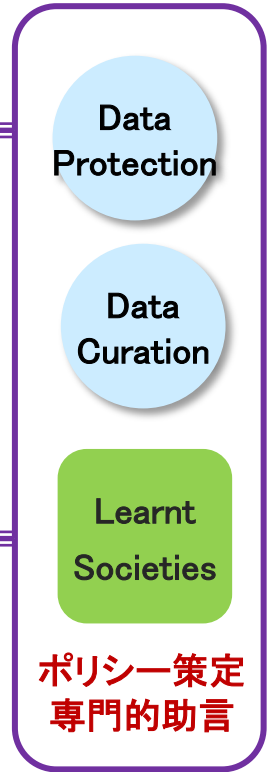 Data
Protection
Data
Curation
Learnt
Societies
ポリシー策定
専門的助言